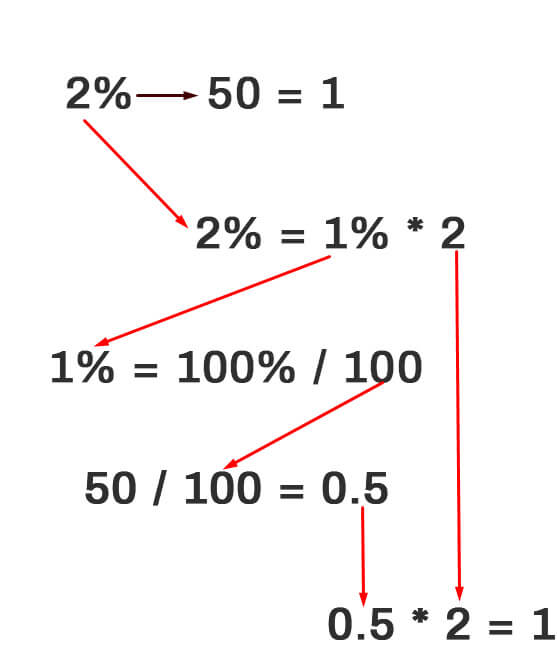 2% → 50 = 1
2% = 1% * 2
1% = 100% / 100
50 / 100 = 0.5
0.5 * 2 = 1